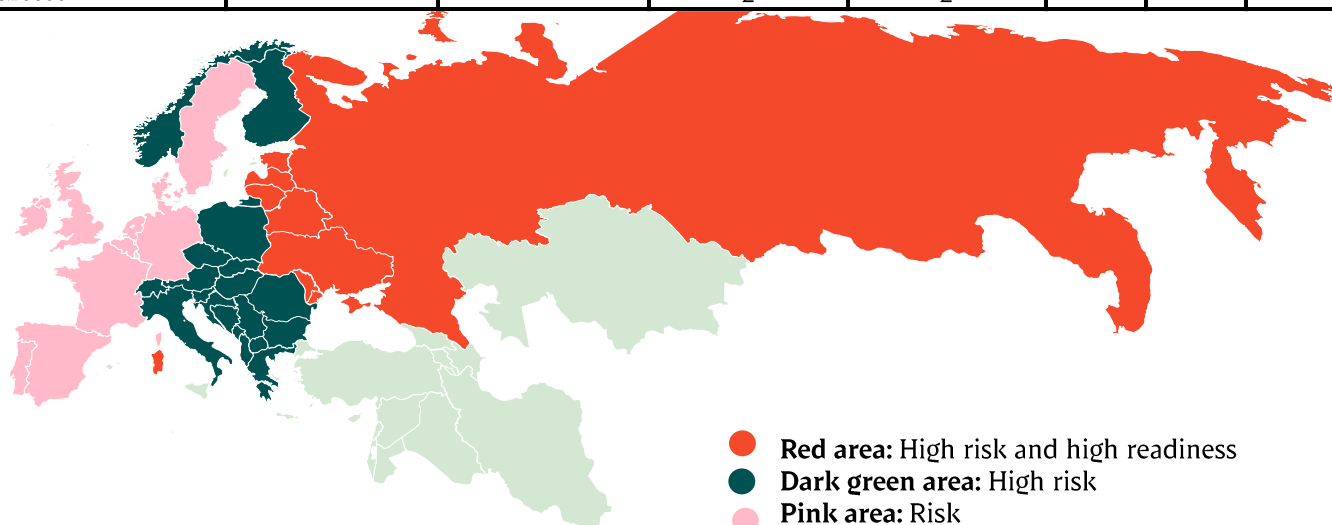 Red area: High risk and high readiness
Dark green area: High risk
Pink area: Risk